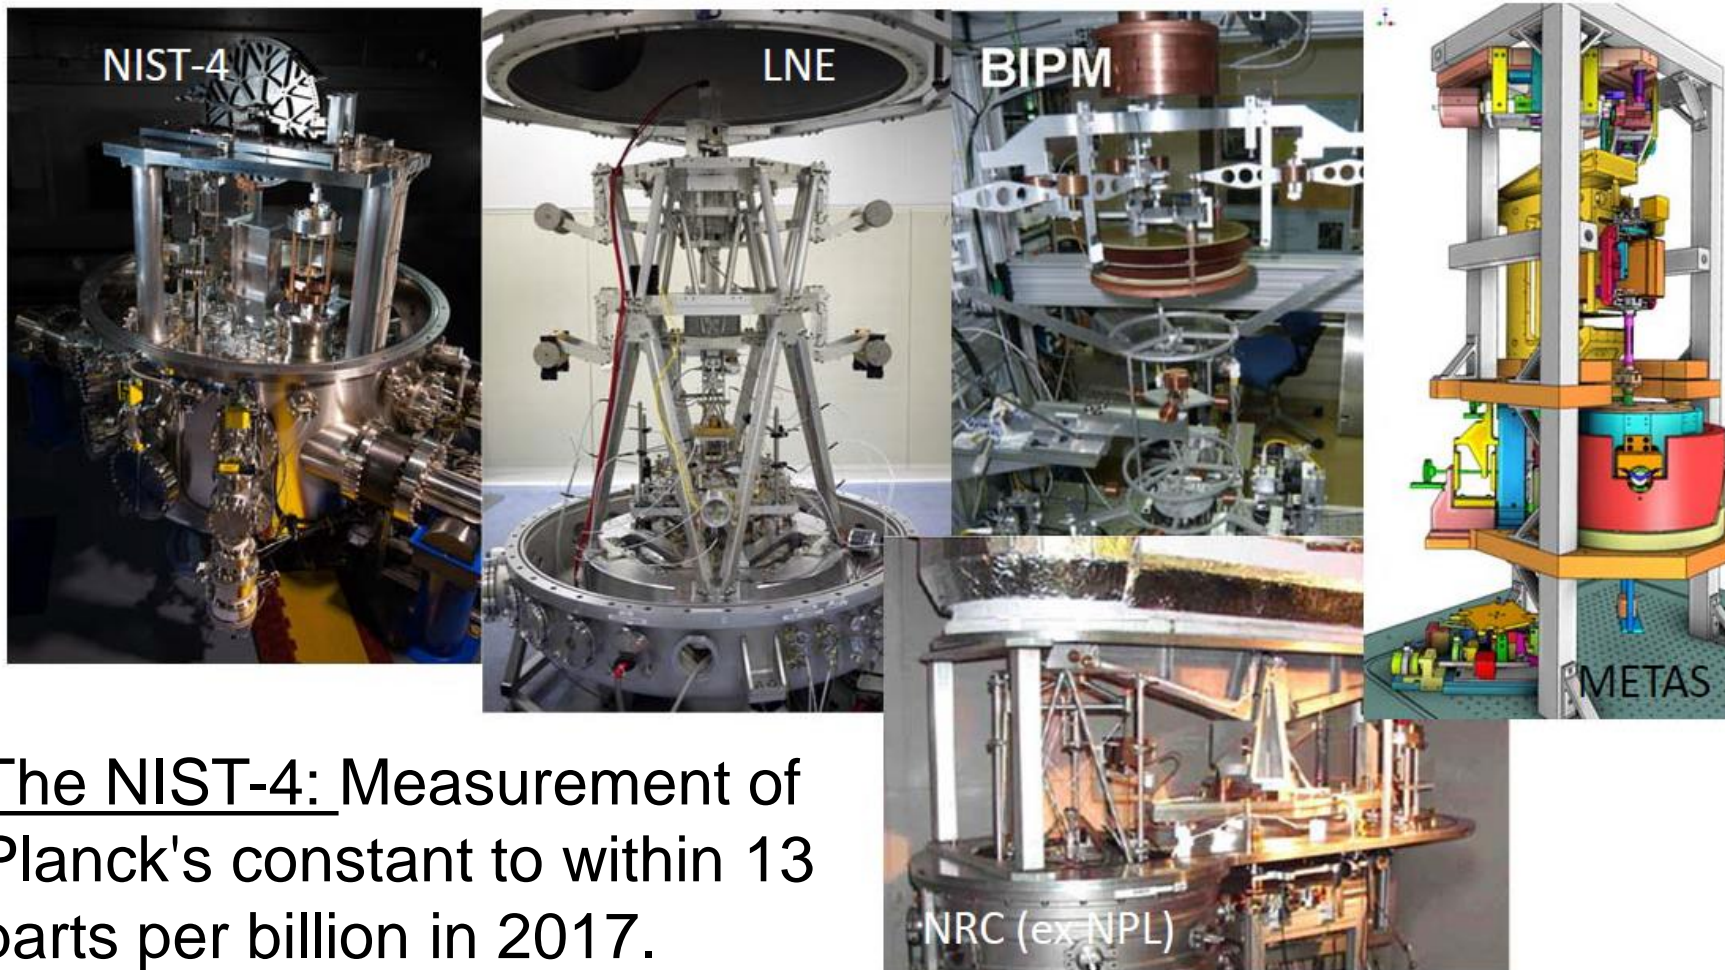 NIST-4
LNE
BIPM
METAS
NRC (ex NPL)
The NIST-4: Measurement of
Planck's constant to within 13
parts per billion in 2017.